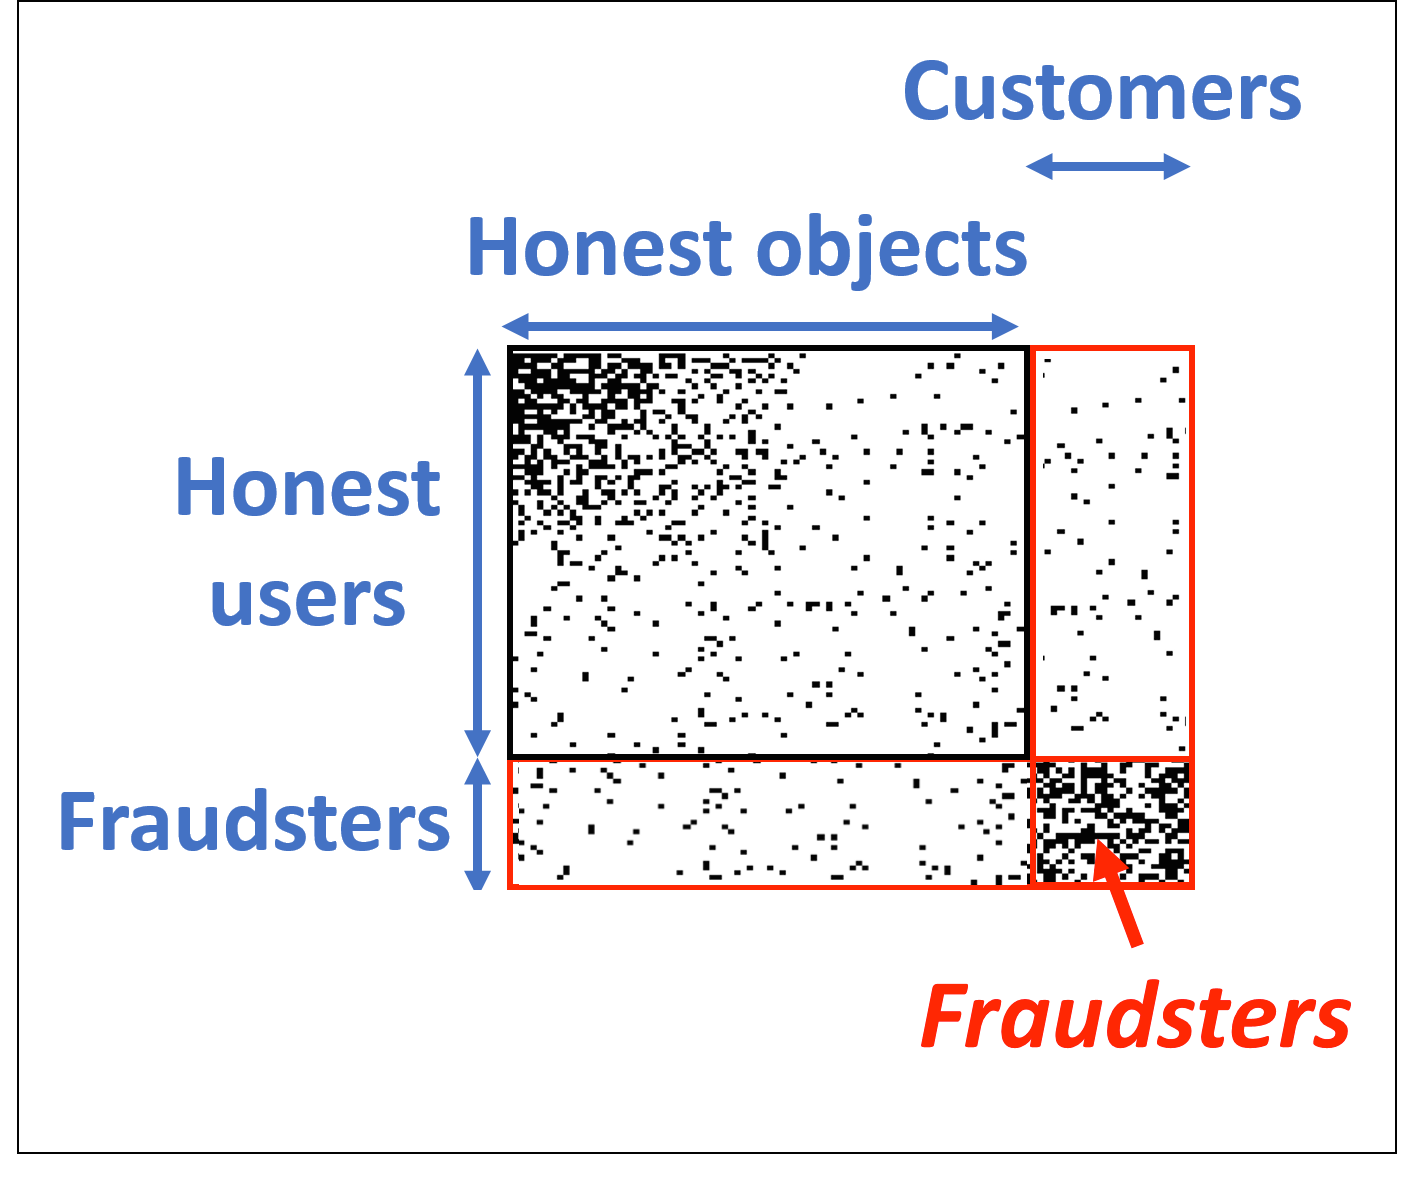 Customers
Honest objects
Honest
users
Fraudsters
Fraudsters